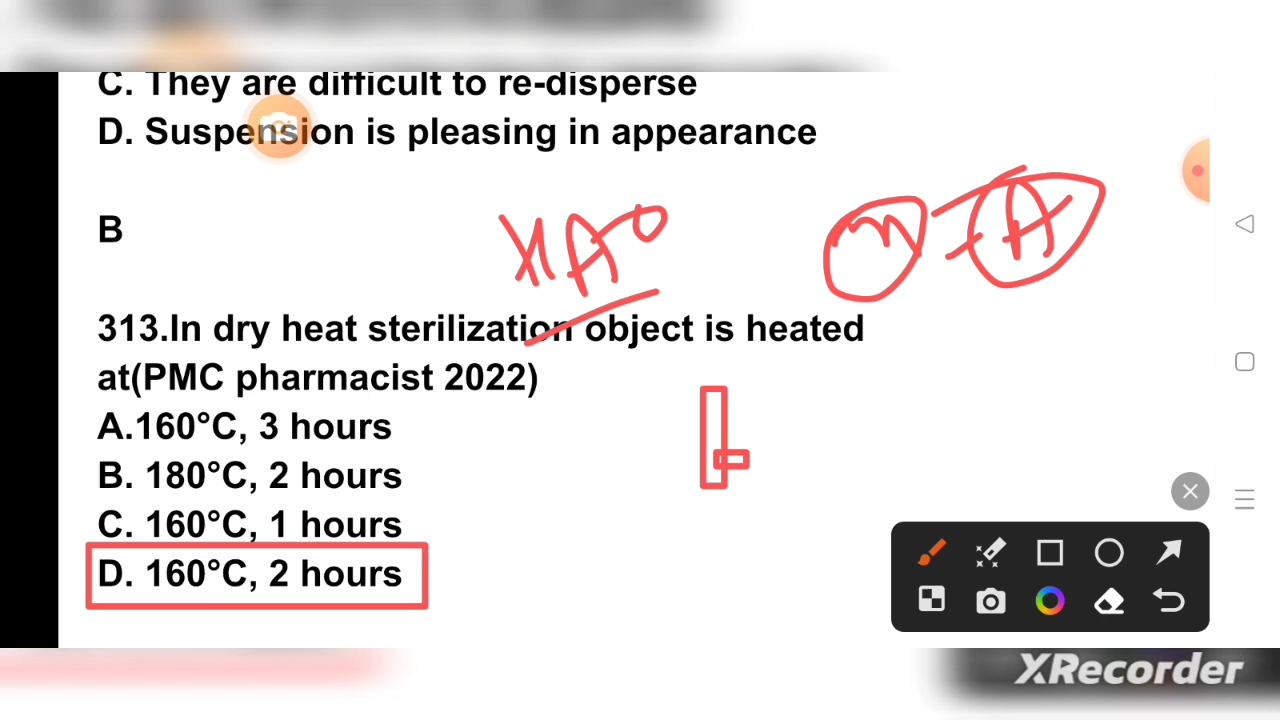 C. They are difficult to re-disperse
D. Suspension is pleasing in appearance
B
313.In dry heat sterilization object is heated
at(PMC pharmacist 2022)
A.160°C, 3 hours
B. 180°C, 2 hours
C. 160°C, 1 hours
D. 160°C, 2 hours
XRecorder